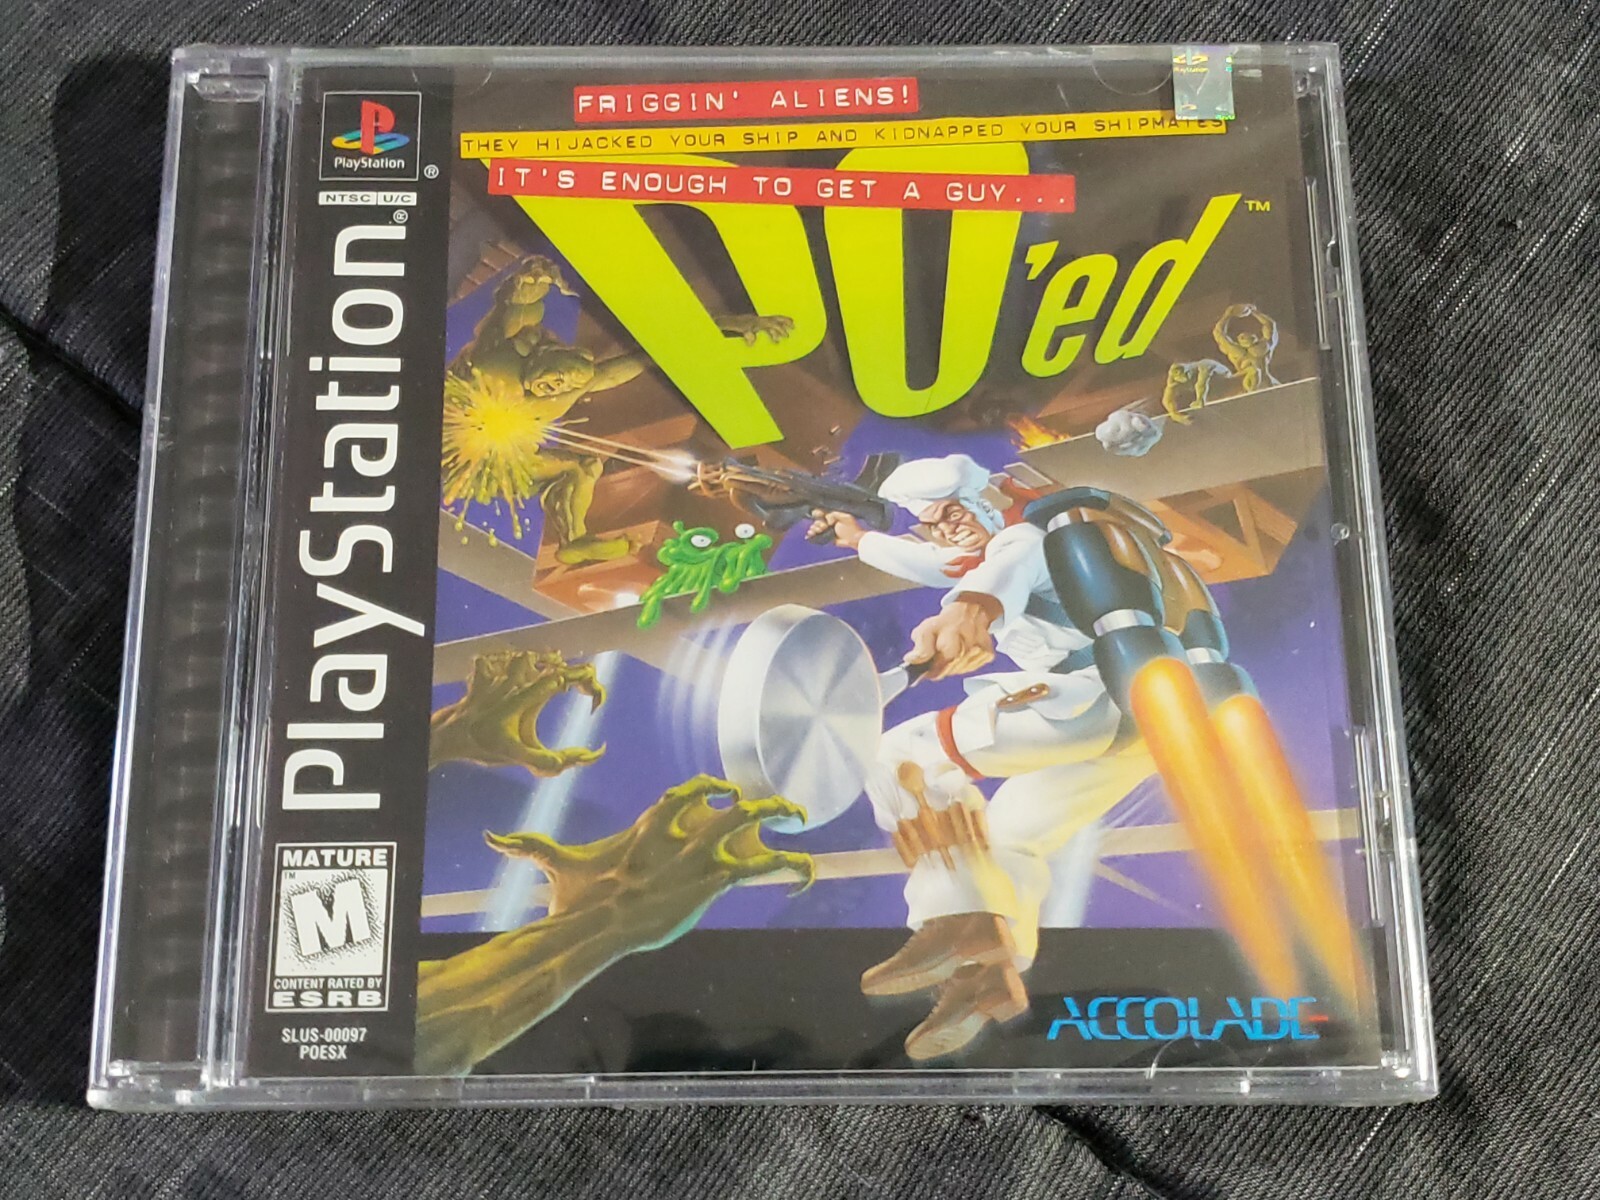 FRIGGIN' ALIENS!
THEY HIJACKED YOUR SHIP AND KIDNAPPED YOUR SHIPMATES
IT'S ENOUGH TO GET A GUY...
PO'ed™
PlayStation®
NTSC U/C
PlayStation®
MATURE
™
M
CONTENT RATED BY
ESRB
SLUS-00097
POESX
ACCOLADE